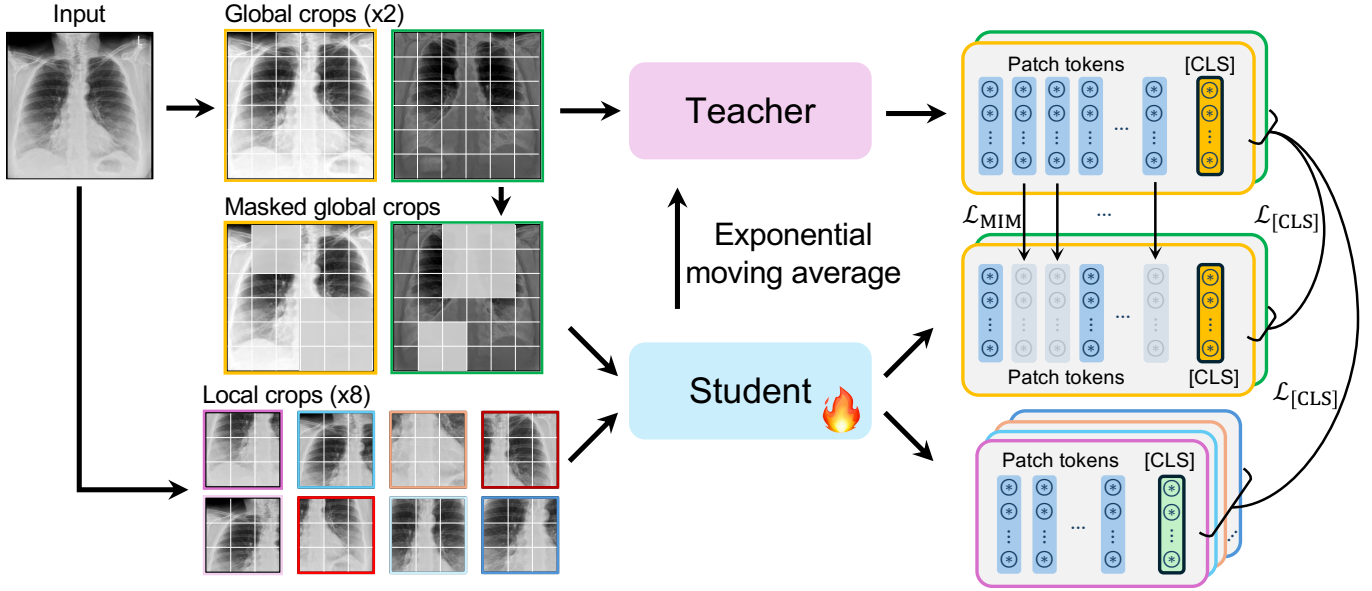 Input
Global crops (x2)
L
Teacher
Patch tokens
[CLS]
...
Masked global crops
Exponential
moving average
ℒMIM
...
ℒ[CLS]
...
Patch tokens
[CLS]
Student
ℒ[CLS]
Local crops (x8)
Patch tokens
[CLS]
...